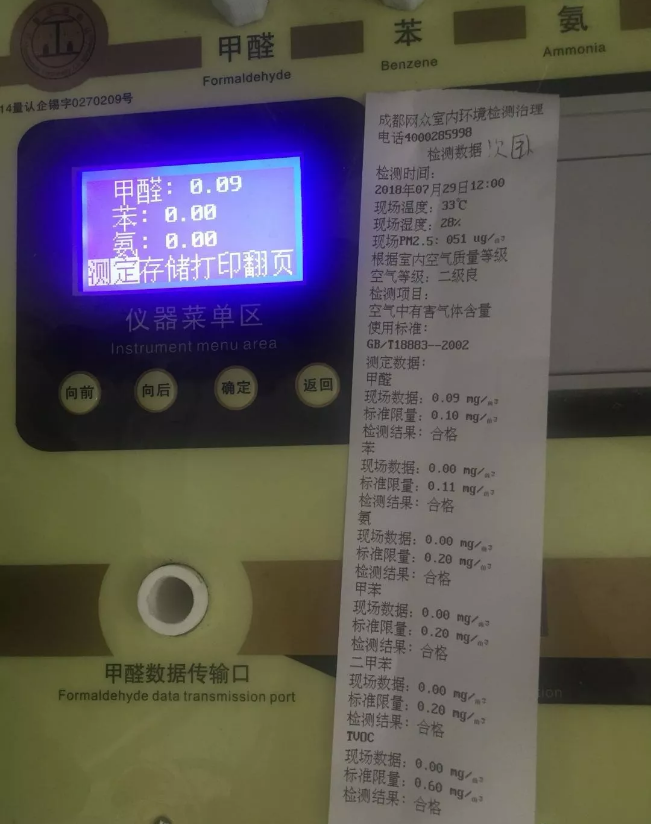 甲醛
Formaldehyde
苯
Benzene
氨
Ammonia
14量认企锡字0270209号
甲醛：0.09
苯：0.00
氨：0.00
测定存储打印翻页
仪器菜单区
Instrument menu area
向前
向后
确定
返回
甲醛数据传输口
Formaldehyde data transmission port
成都网众室内环境检测治理
电话4000285998
检测数据
检测时间：
2018年07月29日12:00
现场温度：33℃
现场湿度：28%
现场PM2.5：051 ug/m³
根据室内空气质量等级
空气等级：二级良
检测项目：
空气中有害气体含量
使用标准：
GB/T18883--2002
测定数据：
甲醛
现场数据：0.09 mg/m³
标准限量：0.10 mg/m³
检测结果：合格
苯
现场数据：0.00 mg/m³
标准限量：0.11 mg/m³
检测结果：合格
氨
现场数据：0.00 mg/m³
标准限量：0.20 mg/m³
检测结果：合格
甲苯
现场数据：0.00 mg/m³
标准限量：0.20 mg/m³
检测结果：合格
二甲苯
现场数据：0.00 mg/m³
标准限量：0.20 mg/m³
检测结果：合格
TVOC
现场数据：0.00 mg/m³
标准限量：0.60 mg/m³
检测结果：合格